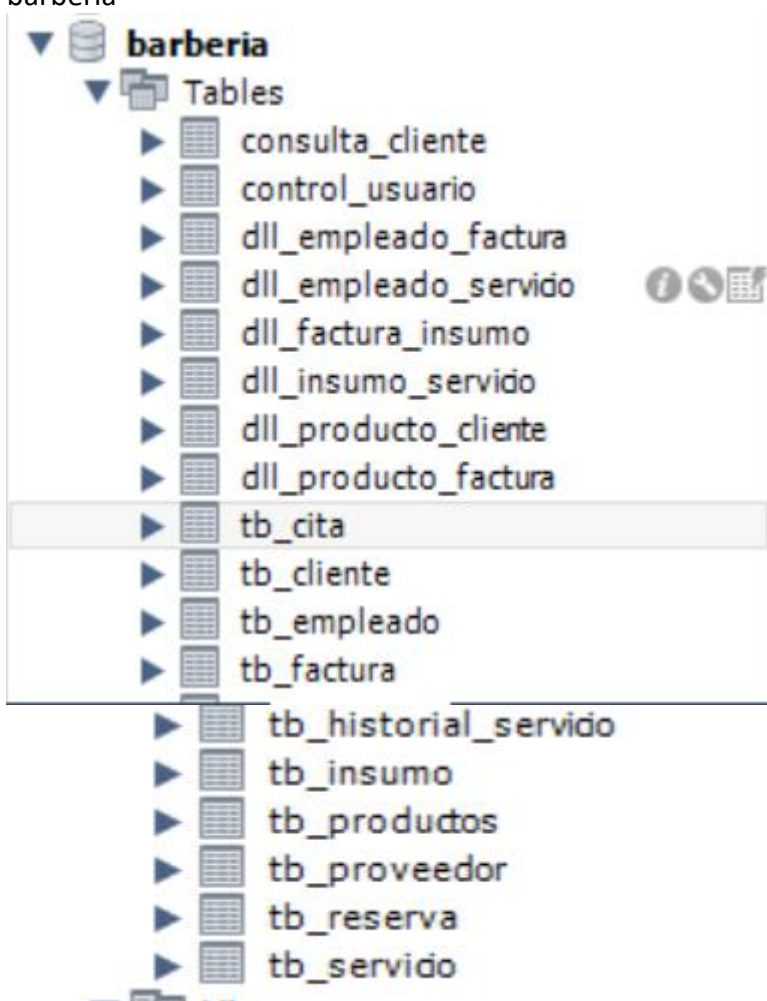 barberia
barberia
Tables
consulta_cliente
control_usuario
dll_empleado_factura
dll_empleado_servicio
dll_factura_insumo
dll_insumo_servicio
dll_producto_cliente
dll_producto_factura
tb_cita
tb_cliente
tb_empleado
tb_factura
tb_historial_servicio
tb_insumo
tb_productos
tb_proveedor
tb_reserva
tb_servicio